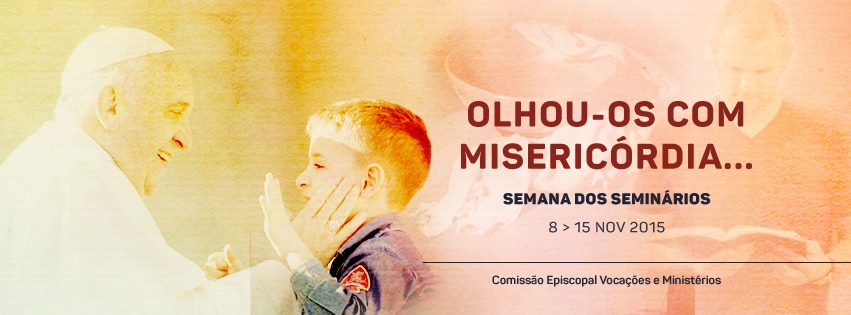 OLHOU-OS COM
MISERICÓRDIA...
SEMANA DOS SEMINÁRIOS
8 > 15 NOV 2015
Comissão Episcopal Vocações e Ministérios